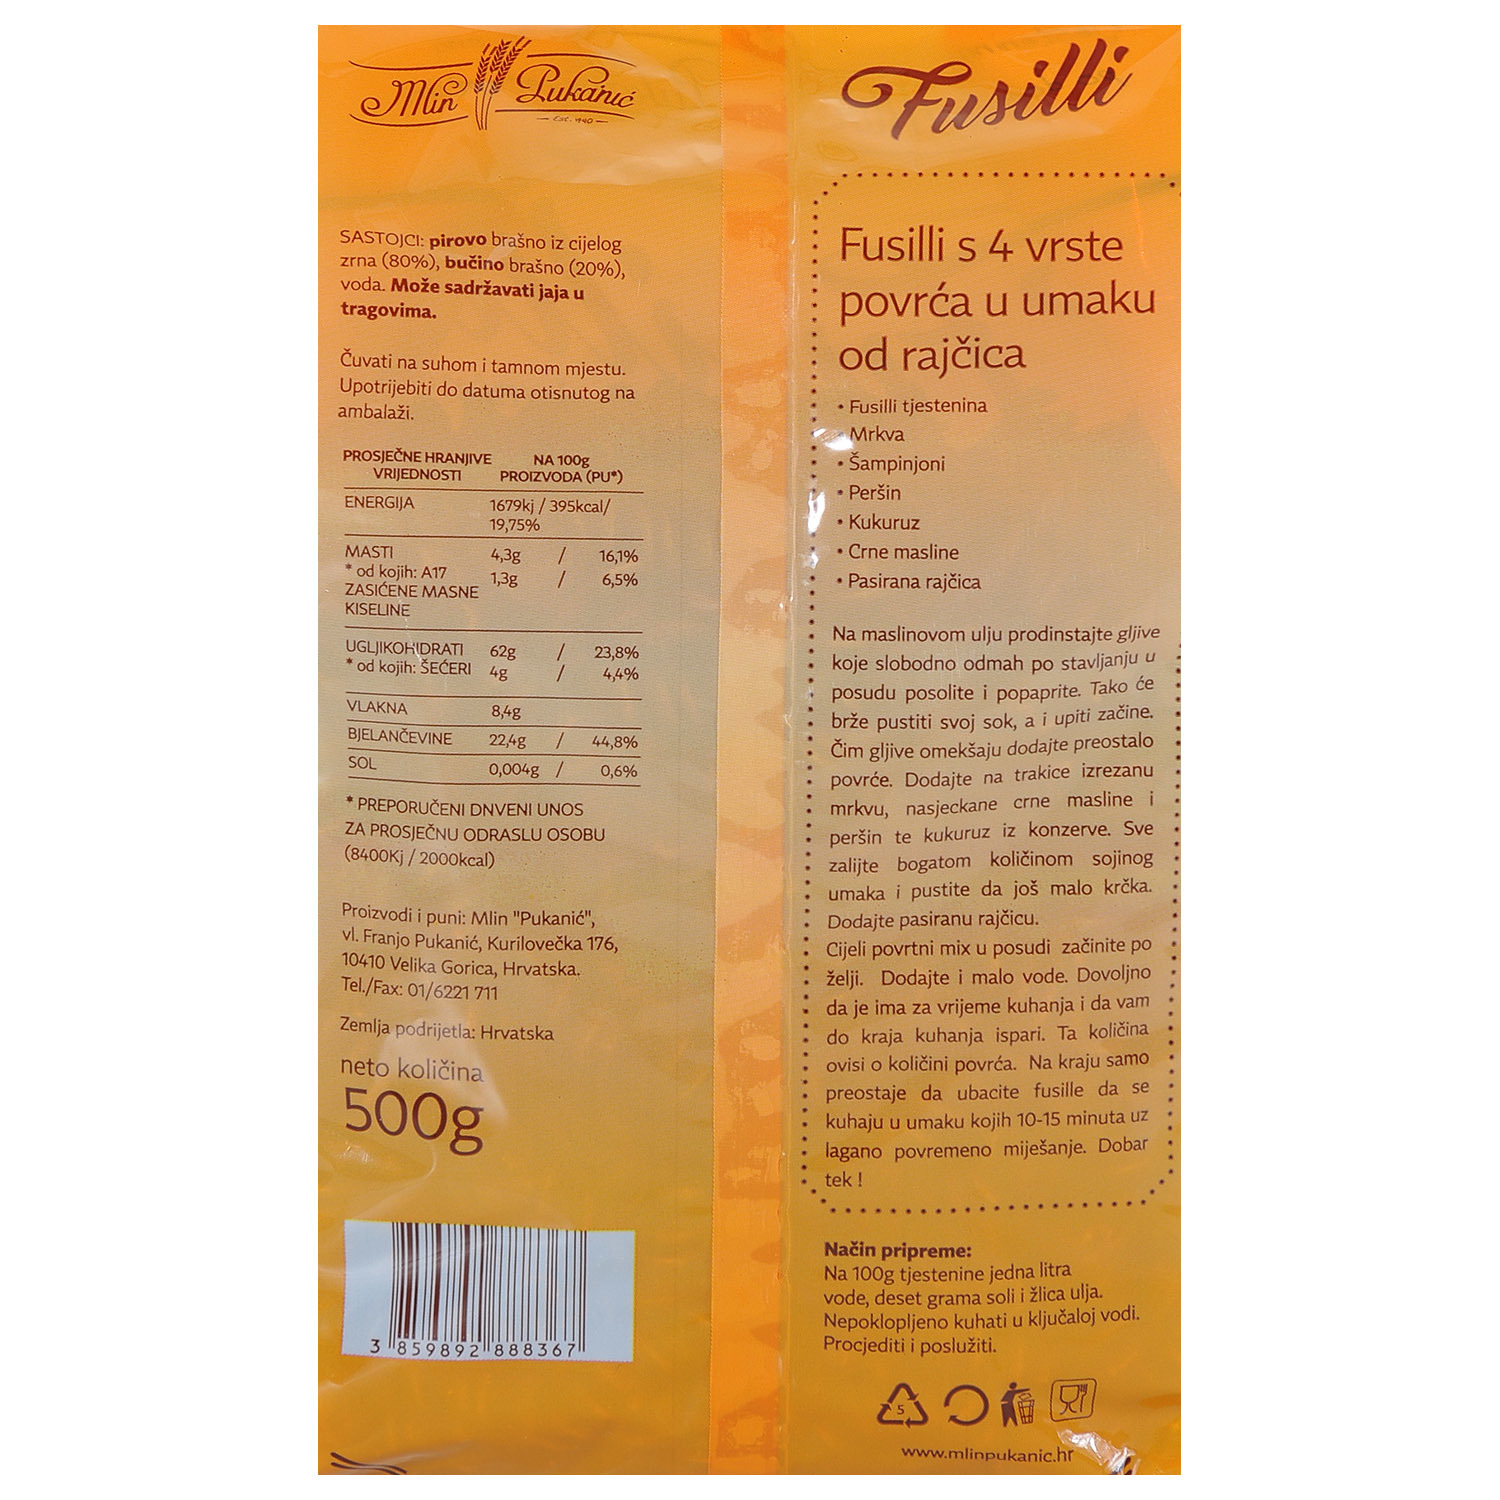 Mlin Pukanić
Est. 1940
SASTOJCI: pirovo brašno iz cijelog
zrna (80%), bučino brašno (20%),
voda. Može sadržavati jaja u
tragovima.
Čuvati na suhom i tamnom mjestu.
Upotrijebiti do datuma otisnutog na
ambalaži.
PROSJEČNE HRANJIVE NA 100g
VRIJEDNOSTI PROIZVODA (PU*)
ENERGIJA 1679kj / 395kcal/
19,75%
MASTI 4,3g / 16,1%
* od kojih: A17 1,3g / 6,5%
ZASIĆENE MASNE
KISELINE
UGLJIKOHIDRATI 62g / 23,8%
* od kojih: ŠEĆERI 4g / 4,4%
VLAKNA 8,4g
BJELANČEVINE 22,4g / 44,8%
SOL 0,004g / 0,6%
* PREPORUČENI DNVENI UNOS
ZA PROSJEČNU ODRASLU OSOBU
(8400Kj / 2000kcal)
Proizvodi i puni: Mlin "Pukanić",
vl. Franjo Pukanić, Kurilovečka 176,
10410 Velika Gorica, Hrvatska.
Tel./Fax: 01/6221 711
Zemlja podrijetla: Hrvatska
neto količina
500g
3 859892 888367
Fusilli
Fusilli s 4 vrste
povrća u umaku
od rajčica
• Fusilli tjestenina
• Mrkva
• Šampinjoni
• Peršin
• Kukuruz
• Crne masline
• Pasirana rajčica
Na maslinovom ulju prodinstajte gljive
koje slobodno odmah po stavljanju u
posudu posolite i popaprite. Tako će
brže pustiti svoj sok, a i upiti začine.
Čim gljive omekšaju dodajte preostalo
povrće. Dodajte na trakice izrezanu
mrkvu, nasjeckane crne masline i
peršin te kukuruz iz konzerve. Sve
zalijte bogatom količinom sojinog
umaka i pustite da još malo krčka.
Dodajte pasiranu rajčicu.
Cijeli povrtni mix u posudi začinite po
želji. Dodajte i malo vode. Dovoljno
da je ima za vrijeme kuhanja i da vam
do kraja kuhanja ispari. Ta količina
ovisi o količini povrća. Na kraju samo
preostaje da ubacite fusille da se
kuhaju u umaku kojih 10-15 minuta uz
lagano povremeno miješanje. Dobar
tek !
Način pripreme:
Na 100g tjestenine jedna litra
vode, deset grama soli i žlica ulja.
Nepoklopljeno kuhati u ključaloj vodi.
Procjediti i poslužiti.
5
www.mlinpukanic.hr